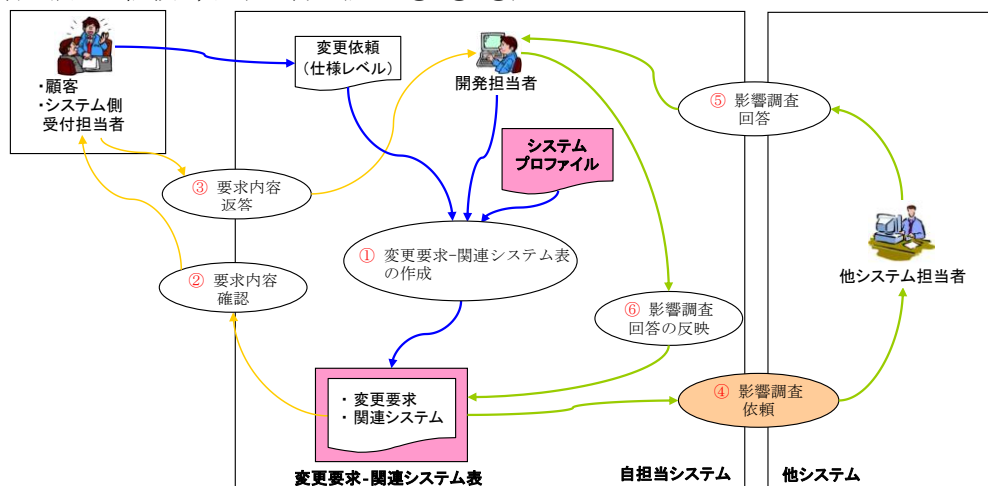 変更依頼
(仕様レベル)
開発担当者
・顧客
・システム側
受付担当者
⑤ 影響調査
回答
システム
プロファイル
③ 要求内容
返答
① 変更要求-関連システム表
の作成
他システム担当者
② 要求内容
確認
⑥ 影響調査
回答の反映
・ 変更要求
・ 関連システム
④ 影響調査
依頼
変更要求-関連システム表
自担当システム
他システム